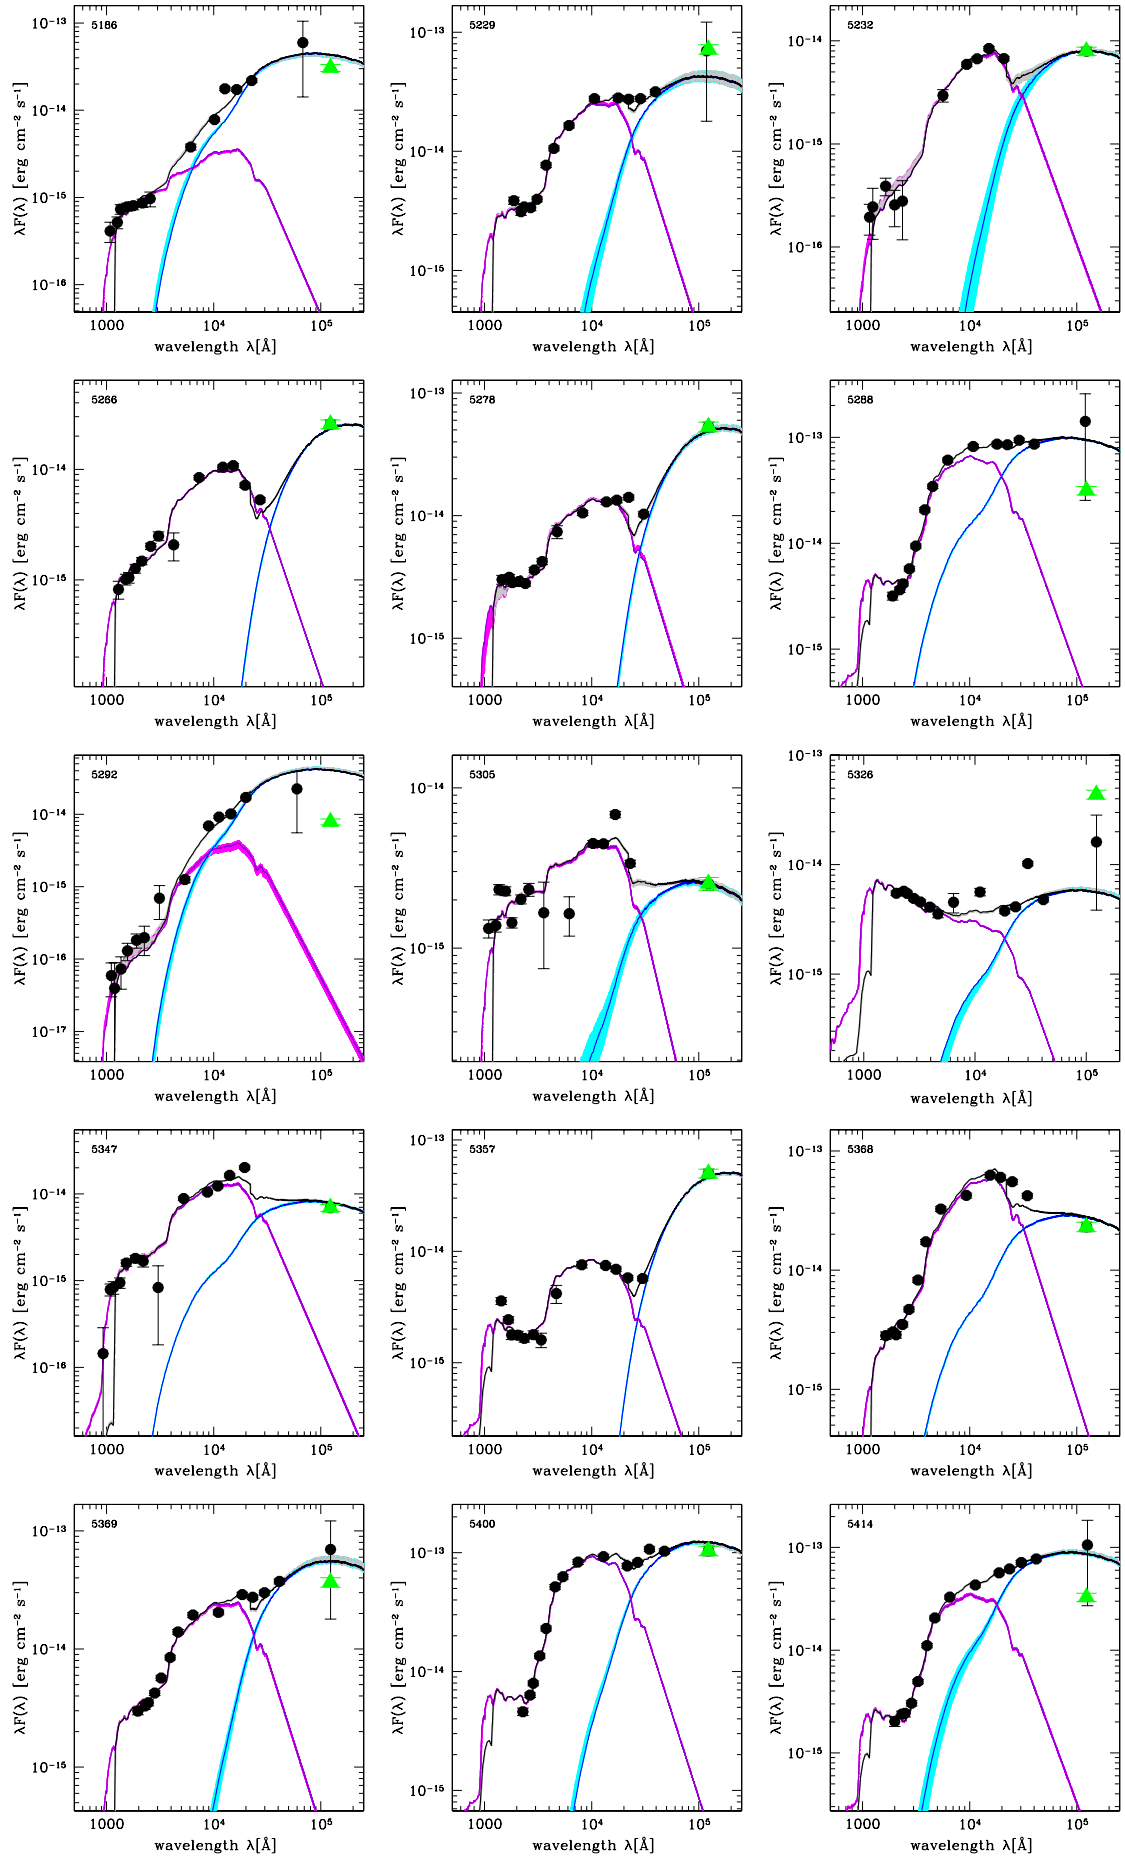 5186
10⁻¹³
10⁻¹⁴
10⁻¹⁵
10⁻¹⁶
λF(λ) [erg cm⁻² s⁻¹]
1000 10⁴ 10⁵
wavelength λ[Å]
5229
10⁻¹³
10⁻¹⁴
10⁻¹⁵
10⁻¹⁶
λF(λ) [erg cm⁻² s⁻¹]
1000 10⁴ 10⁵
wavelength λ[Å]
5232
10⁻¹⁴
10⁻¹⁵
10⁻¹⁶
λF(λ) [erg cm⁻² s⁻¹]
1000 10⁴ 10⁵
wavelength λ[Å]
5266
10⁻¹⁴
10⁻¹⁵
λF(λ) [erg cm⁻² s⁻¹]
1000 10⁴ 10⁵
wavelength λ[Å]
5278
10⁻¹³
10⁻¹⁴
10⁻¹⁵
λF(λ) [erg cm⁻² s⁻¹]
1000 10⁴ 10⁵
wavelength λ[Å]
5288
10⁻¹³
10⁻¹⁴
10⁻¹⁵
λF(λ) [erg cm⁻² s⁻¹]
1000 10⁴ 10⁵
wavelength λ[Å]
5292
10⁻¹⁴
10⁻¹⁵
10⁻¹⁶
10⁻¹⁷
λF(λ) [erg cm⁻² s⁻¹]
1000 10⁴ 10⁵
wavelength λ[Å]
5305
10⁻¹⁴
10⁻¹⁵
λF(λ) [erg cm⁻² s⁻¹]
1000 10⁴ 10⁵
wavelength λ[Å]
5326
10⁻¹³
10⁻¹⁴
10⁻¹⁵
λF(λ) [erg cm⁻² s⁻¹]
1000 10⁴ 10⁵
wavelength λ[Å]
5347
10⁻¹³
10⁻¹⁴
10⁻¹⁵
10⁻¹⁶
λF(λ) [erg cm⁻² s⁻¹]
1000 10⁴ 10⁵
wavelength λ[Å]
5357
10⁻¹³
10⁻¹⁴
10⁻¹⁵
λF(λ) [erg cm⁻² s⁻¹]
1000 10⁴ 10⁵
wavelength λ[Å]
5368
10⁻¹³
10⁻¹⁴
10⁻¹⁵
λF(λ) [erg cm⁻² s⁻¹]
1000 10⁴ 10⁵
wavelength λ[Å]
5369
10⁻¹³
10⁻¹⁴
10⁻¹⁵
λF(λ) [erg cm⁻² s⁻¹]
1000 10⁴ 10⁵
wavelength λ[Å]
5400
10⁻¹³
10⁻¹⁴
10⁻¹⁵
λF(λ) [erg cm⁻² s⁻¹]
1000 10⁴ 10⁵
wavelength λ[Å]
5414
10⁻¹³
10⁻¹⁴
10⁻¹⁵
λF(λ) [erg cm⁻² s⁻¹]
1000 10⁴ 10⁵
wavelength λ[Å]